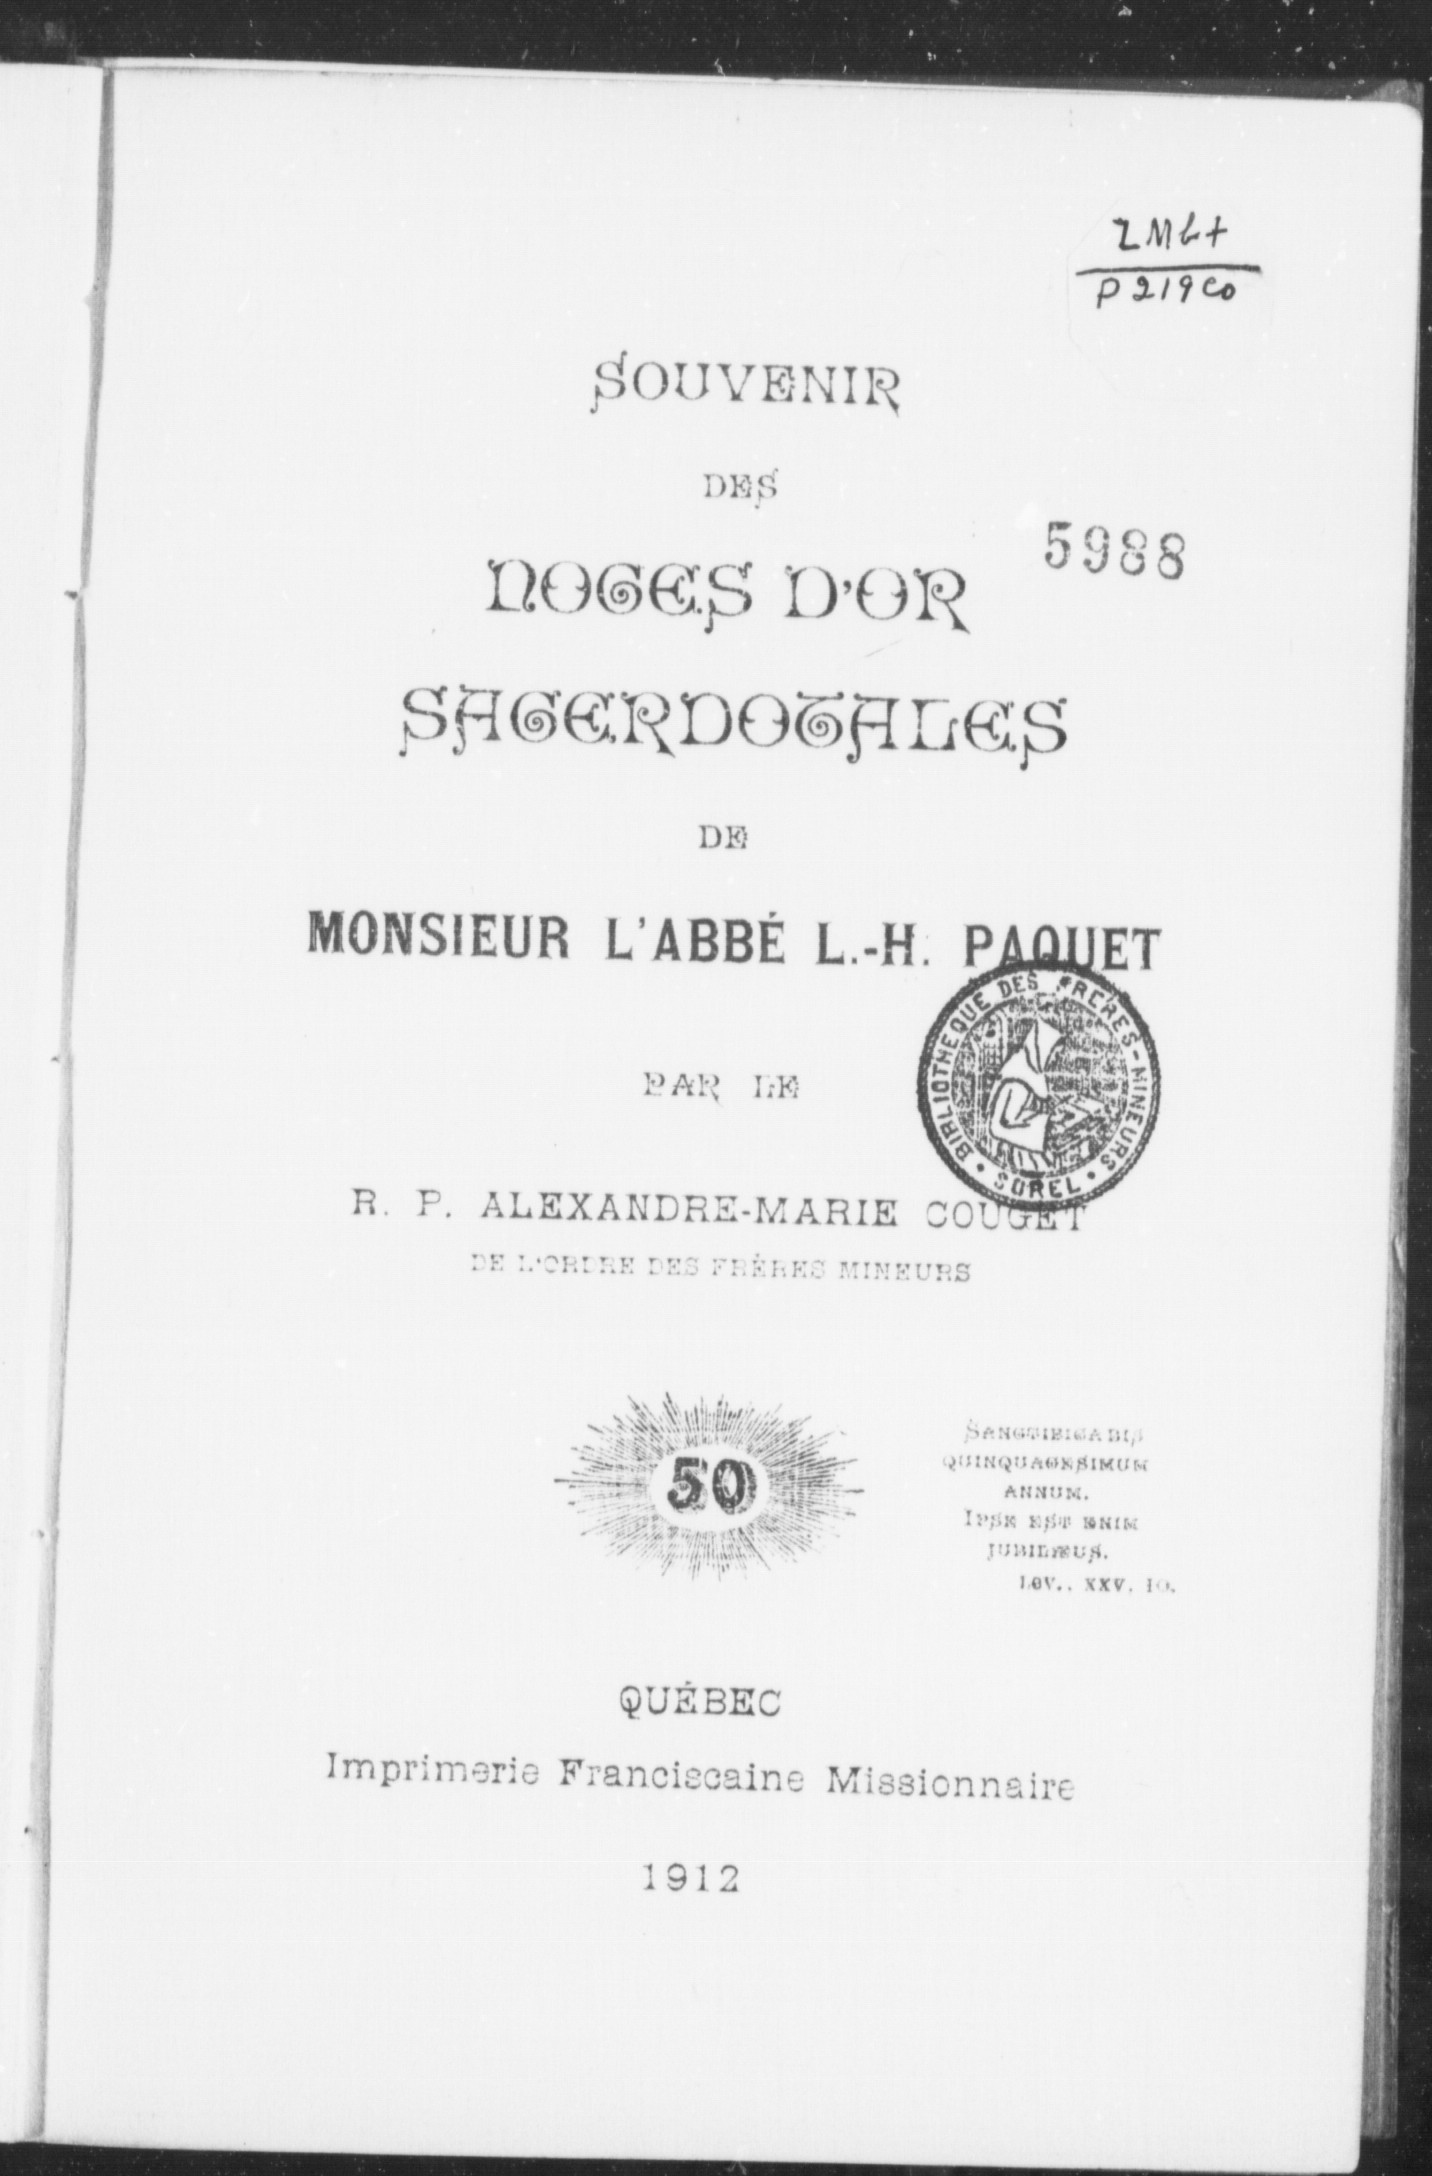 ZMLt
P219co
SOUVENIR
DES
5988
NOCES D'OR
SACERDOTALES
DE
MONSIEUR L'ABBÉ L.-H. PAQUET
BIBLIOTHEQUE DES FRERES-MINEURS
• SOREL •
PAR LE
R. P. ALEXANDRE-MARIE COUGET
DE L'ORDRE DES FRÈRES MINEURS
50
SANCTIFICABIS
QUINQUAGESIMUM
ANNUM.
IPSE EST ENIM
JUBILÆUS.
Lev.. XXV. 10.
QUÉBEC
Imprimerie Franciscaine Missionnaire
1912